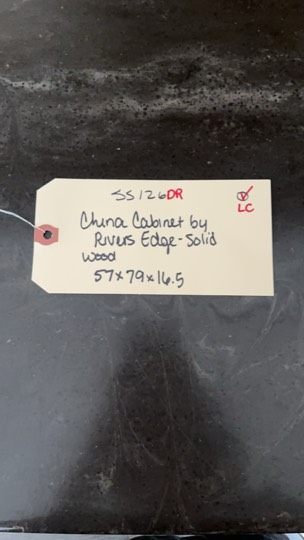 SS126DR
LC
China Cabinet by
Rivers Edge-Solid
Wood
57x79x16.5